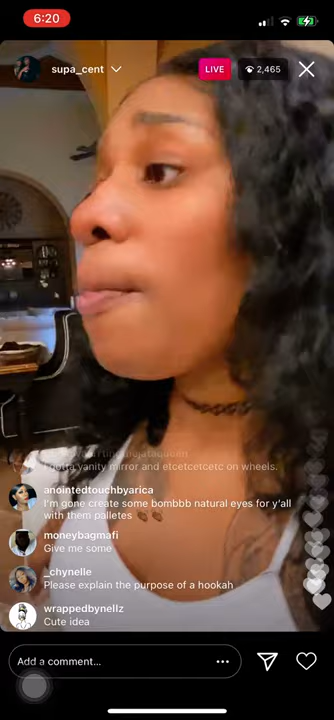 6:20
supa_cent
LIVE
2,465
I gotta vanity mirror and etcetcetcetc on wheels.
anointedtouchbyarica
I'm gone create some bombbb natural eyes for y'all
with them palletes
moneybagmafi
Give me some
_chynelle
Please explain the purpose of a hookah
wrappedbynellz
Cute idea
Add a comment...